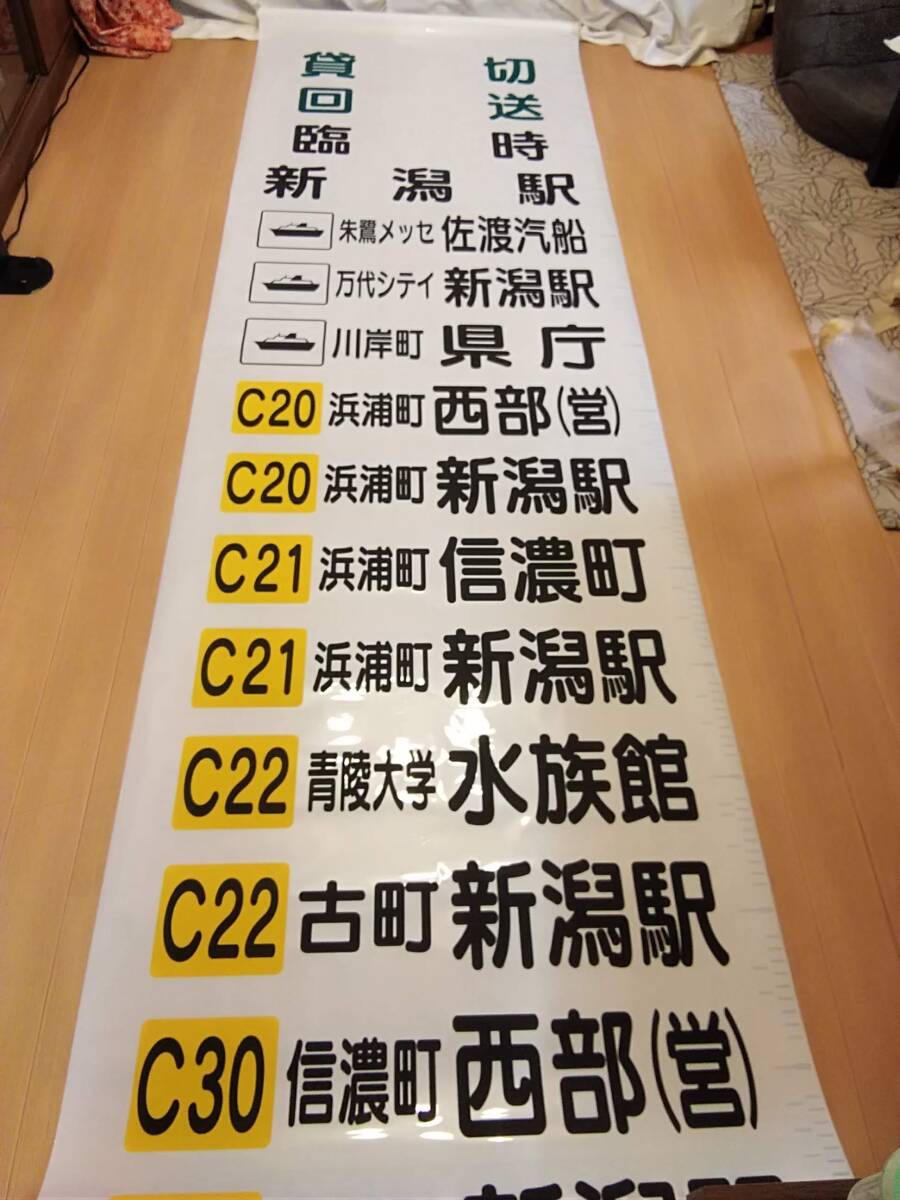 貸切
回送
臨時
新潟駅
朱鷺メッセ 佐渡汽船
万代シテイ 新潟駅
川岸町 県庁
C20 浜浦町 西部(営)
C20 浜浦町 新潟駅
C21 浜浦町 信濃町
C21 浜浦町 新潟駅
C22 青陵大学 水族館
C22 古町 新潟駅
C30 信濃町 西部(営)
新潟駅